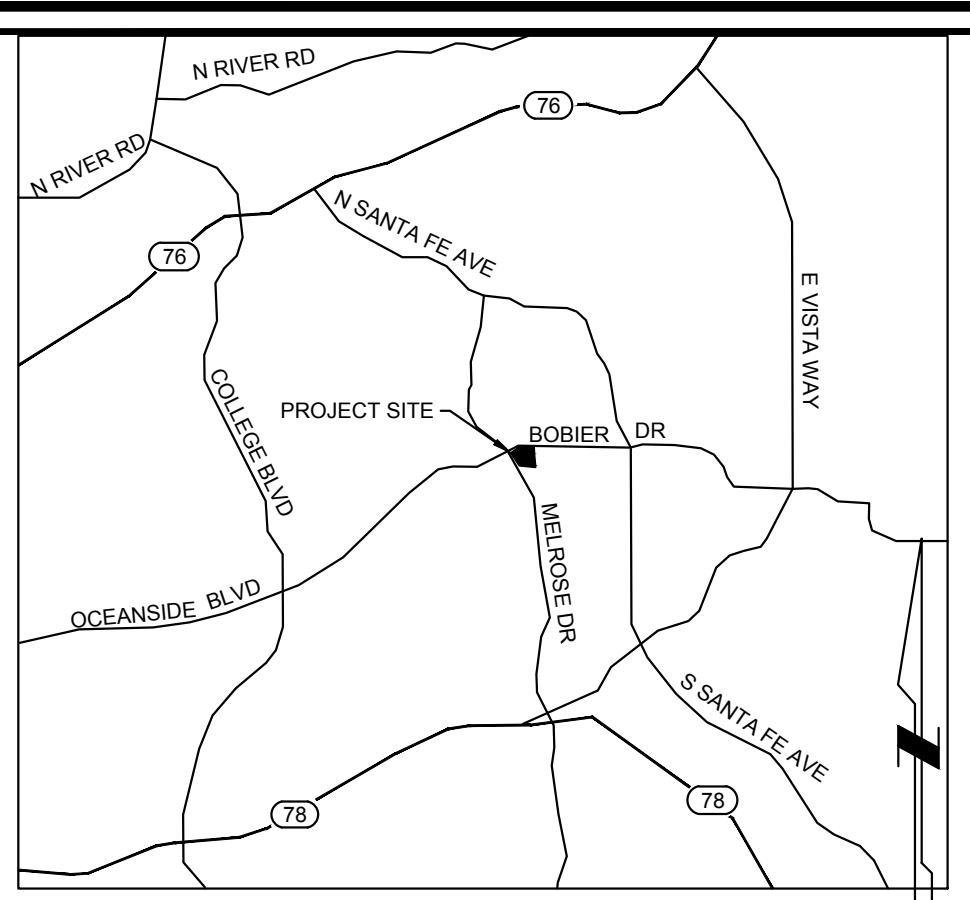 N RIVER RD
76
N RIVER RD
N SANTA FE AVE
76
E VISTA WAY
COLLEGE BLVD
PROJECT SITE
BOBIER DR
MELROSE DR
OCEANSIDE BLVD
S SANTA FE AVE
N
78
78